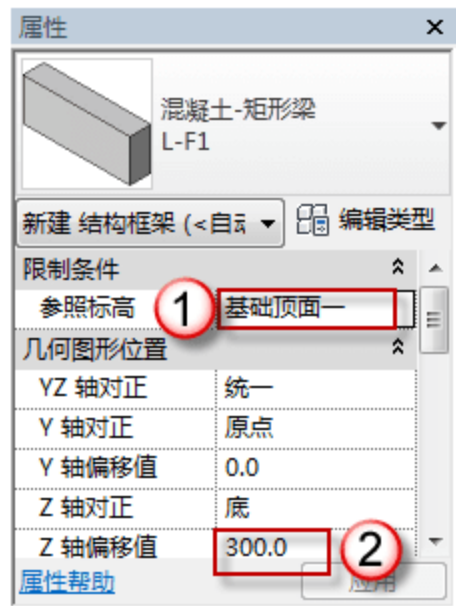 属性
混凝土-矩形梁
L-F1
新建 结构框架 (<自动 编辑类型
限制条件
参照标高 1 基础顶面一
几何图形位置
YZ 轴对正 统一
Y 轴对正 原点
Y 轴偏移值 0.0
Z 轴对正 底
Z 轴偏移值 300.0 2
属性帮助 应用